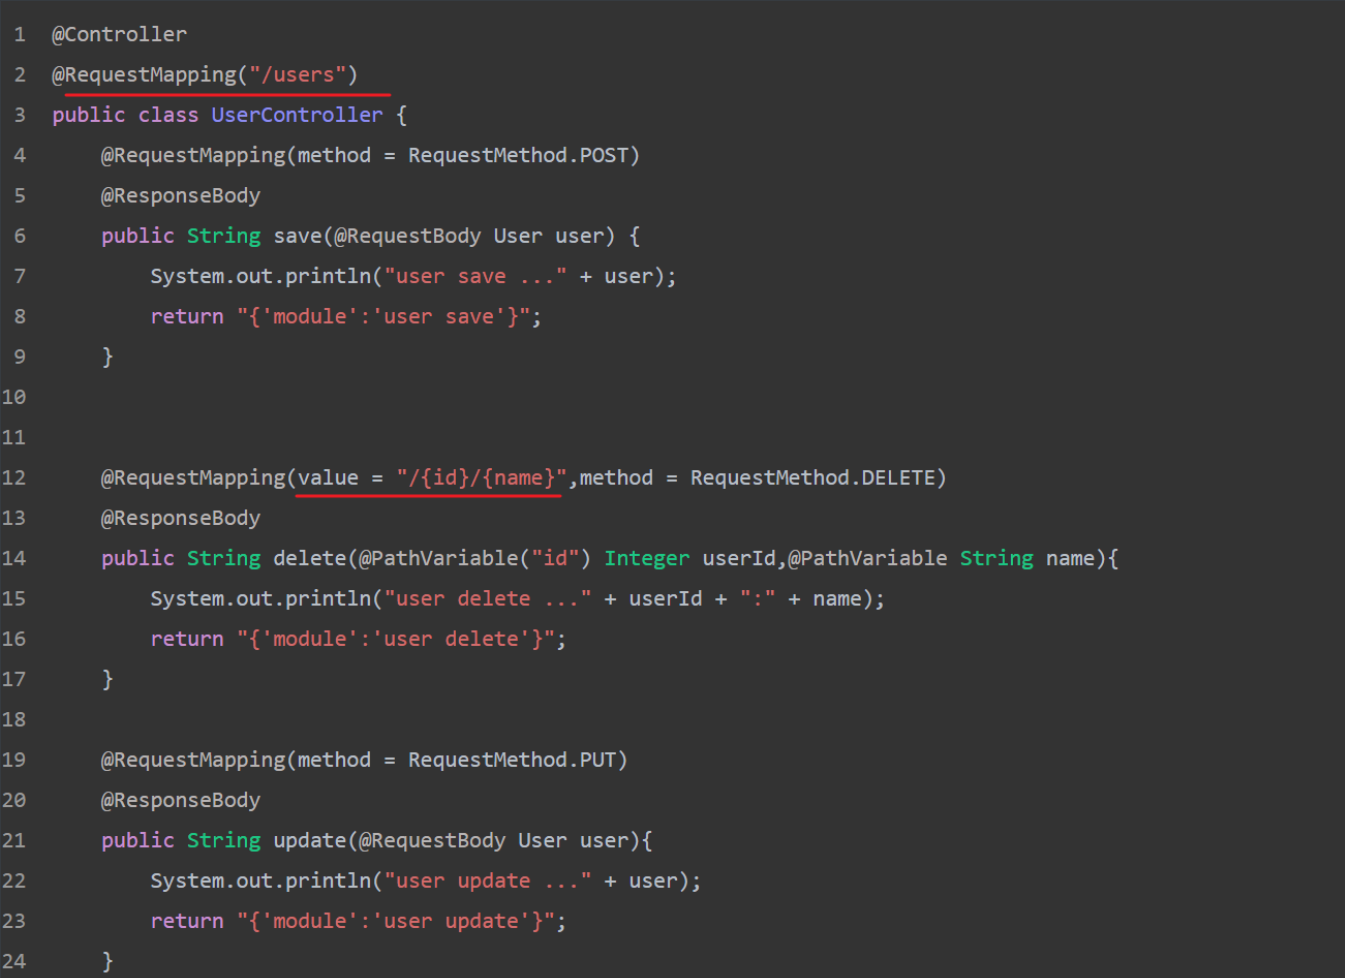 1 @Controller
2 @RequestMapping("/users")
3 public class UserController {
4     @RequestMapping(method = RequestMethod.POST)
5     @ResponseBody
6     public String save(@RequestBody User user) {
7         System.out.println("user save ..." + user);
8         return "{'module':'user save'}";
9     }
10
11
12     @RequestMapping(value = "/{id}/{name}",method = RequestMethod.DELETE)
13     @ResponseBody
14     public String delete(@PathVariable("id") Integer userId,@PathVariable String name){
15         System.out.println("user delete ..." + userId + ":" + name);
16         return "{'module':'user delete'}";
17     }
18
19     @RequestMapping(method = RequestMethod.PUT)
20     @ResponseBody
21     public String update(@RequestBody User user){
22         System.out.println("user update ..." + user);
23         return "{'module':'user update'}";
24     }